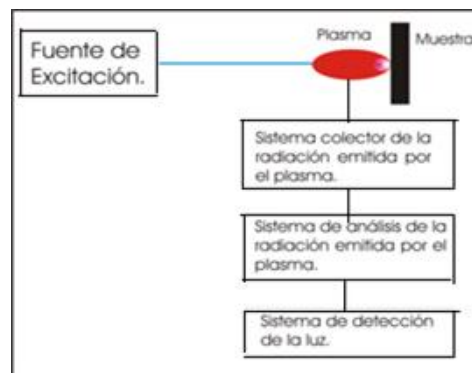 Fuente de
Excitación.
Plasma
Muestra
Sistema colector de la
radiación emitida por
el plasma.
Sistema de análisis de la
radiación emitida por el
plasma.
Sistema de detección
de la luz.